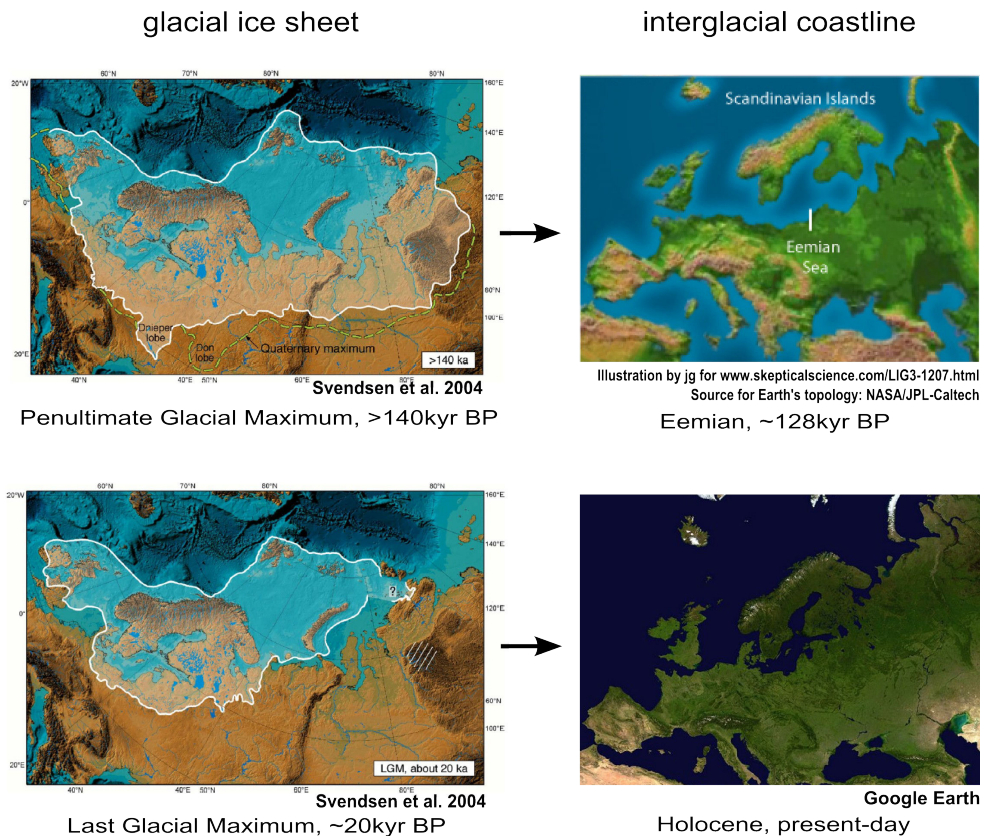 glacial ice sheet
interglacial coastline
20°W
60°N
70°N
80°N
80°N
160°E
140°E
120°E
0°
60°N
100°E
20°E
40°N
40°E
50°N
60°E
80°E
Dnieper
lobe
Don
lobe
Quaternary maximum
>140 ka
Svendsen et al. 2004
Penultimate Glacial Maximum, >140kyr BP
Scandinavian Islands
Eemian
Sea
Illustration by jg for www.skepticalscience.com/LIG3-1207.html
Source for Earth's topology: NASA/JPL-Caltech
Eemian, ~128kyr BP
20°W
60°N
70°N
80°N
80°N
160°E
140°E
?
0°
120°E
60°N
100°E
20°E
LGM, about 20 ka
40°N
40°E
50°N
60°E
80°E
Svendsen et al. 2004
Last Glacial Maximum, ~20kyr BP
Google Earth
Holocene, present-day